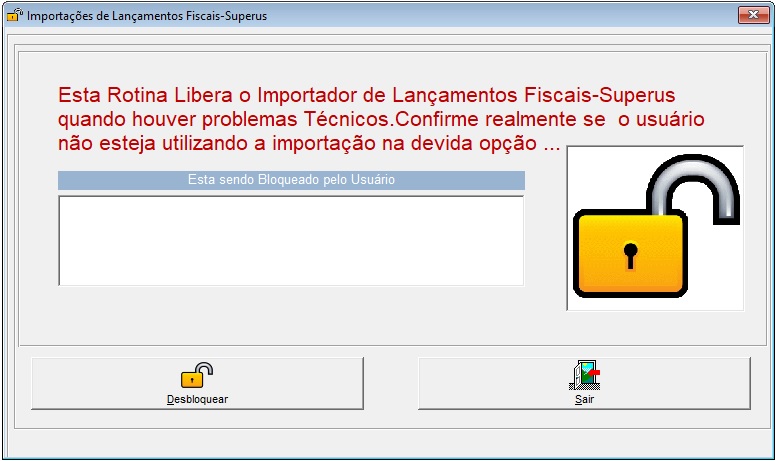 Importações de Lançamentos Fiscais-Superus
Esta Rotina Libera o Importador de Lançamentos Fiscais-Superus
quando houver problemas Técnicos.Confirme realmente se  o usuário
não esteja utilizando a importação na devida opção ...
Esta sendo Bloqueado pelo Usuário
Desbloquear
Sair